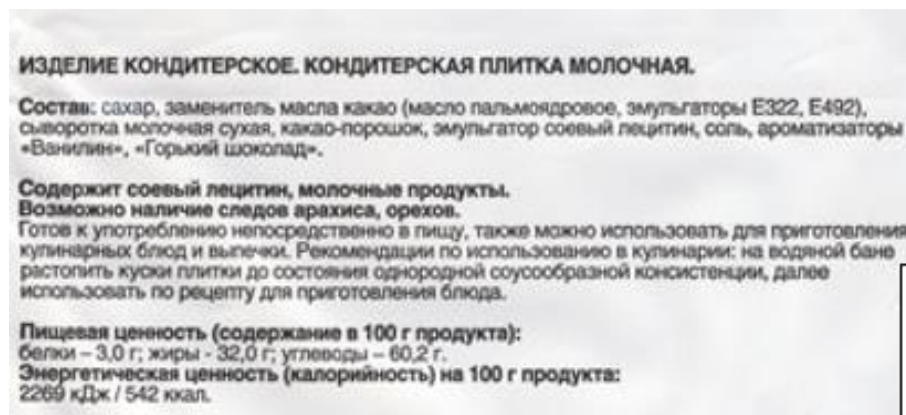 ИЗДЕЛИЕ КОНДИТЕРСКОЕ. КОНДИТЕРСКАЯ ПЛИТКА МОЛОЧНАЯ.
Состав: сахар, заменитель масла какао (масло пальмоядровое, эмульгаторы Е322, Е492),
сыворотка молочная сухая, какао-порошок, эмульгатор соевый лецитин, соль, ароматизаторы
«Ванилин», «Горький шоколад».
Содержит соевый лецитин, молочные продукты.
Возможно наличие следов арахиса, орехов.
Готов к употреблению непосредственно в пищу, также можно использовать для приготовления
кулинарных блюд и выпечки. Рекомендации по использованию в кулинарии: на водяной бане
растопить куски плитки до состояния однородной соусообразной консистенции, далее
использовать по рецепту для приготовления блюда.
Пищевая ценность (содержание в 100 г продукта):
белки – 3,0 г; жиры - 32,0 г; углеводы – 60,2 г.
Энергетическая ценность (калорийность) на 100 г продукта:
2269 кДж / 542 ккал.